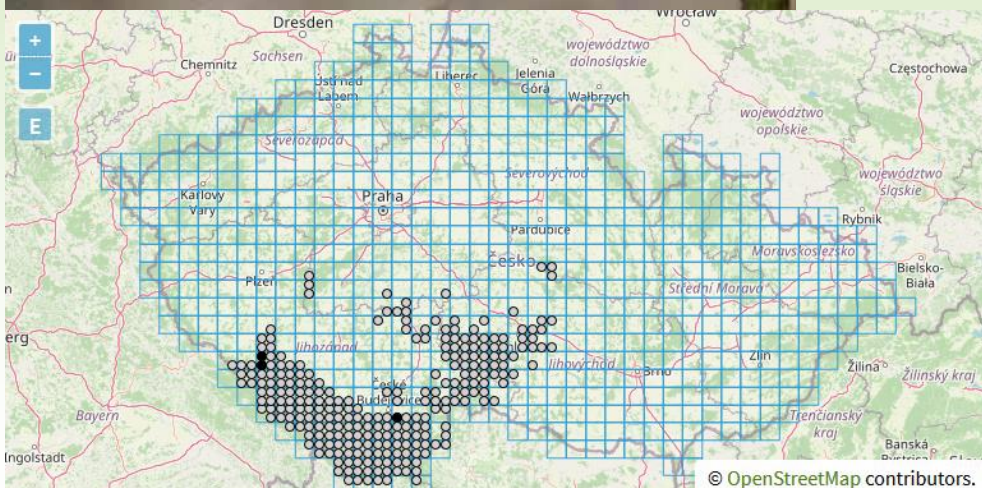 Dresden
Wrocław
+
−
E
Chemnitz
Sachsen
Ústí nad
Labem
Liberec
Jelenia
Góra
województwo
dolnośląskie
Wałbrzych
Częstochowa
województwo
opolskie
Severozápad
Karlovy
Vary
Praha
Severovýchod
województwo
śląskie
Rybnik
Pardubice
Moravskoslezsko
Česko
Plzeň
Střední Morava
Bielsko-
Biała
erg
Jihozápad
Jihovýchod
Brno
Zlín
Žilina
Žilinský kraj
České
Budějovice
Bayern
Trenčiansky
kraj
Ingolstadt
Banská
© OpenStreetMap contributors.